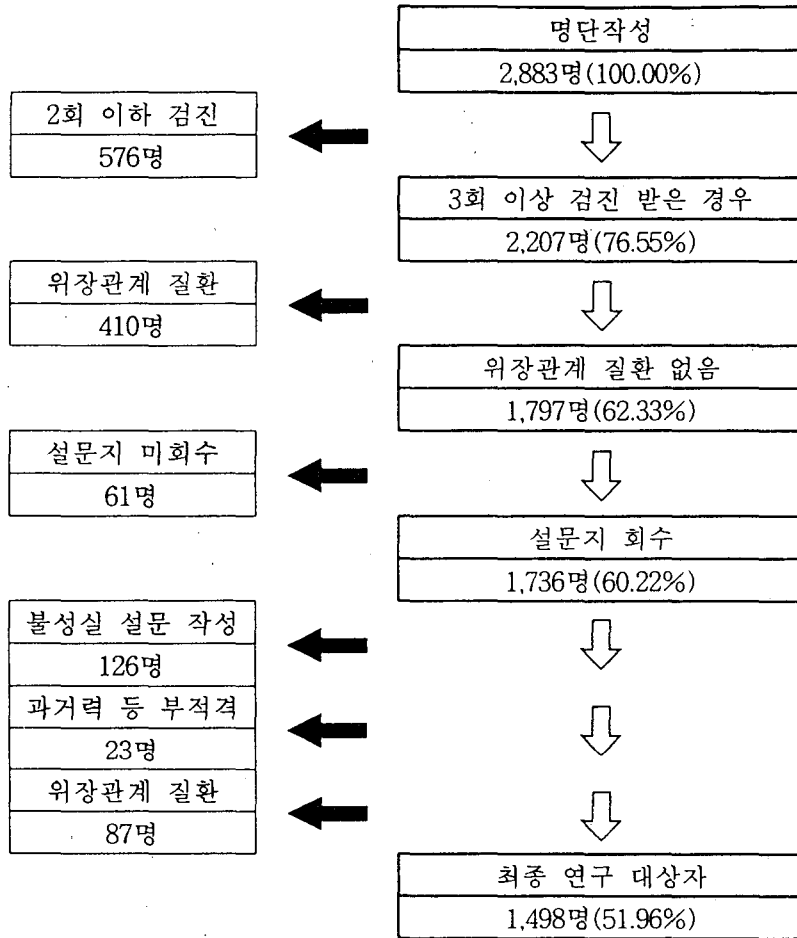 명단작성
2,883명(100.00%)
2회 이하 검진
576명
3회 이상 검진 받은 경우
2,207명(76.55%)
위장관계 질환
410명
위장관계 질환 없음
1,797명(62.33%)
설문지 미회수
61명
설문지 회수
1,736명(60.22%)
불성실 설문 작성
126명
과거력 등 부적격
23명
위장관계 질환
87명
최종 연구 대상자
1,498명(51.96%)